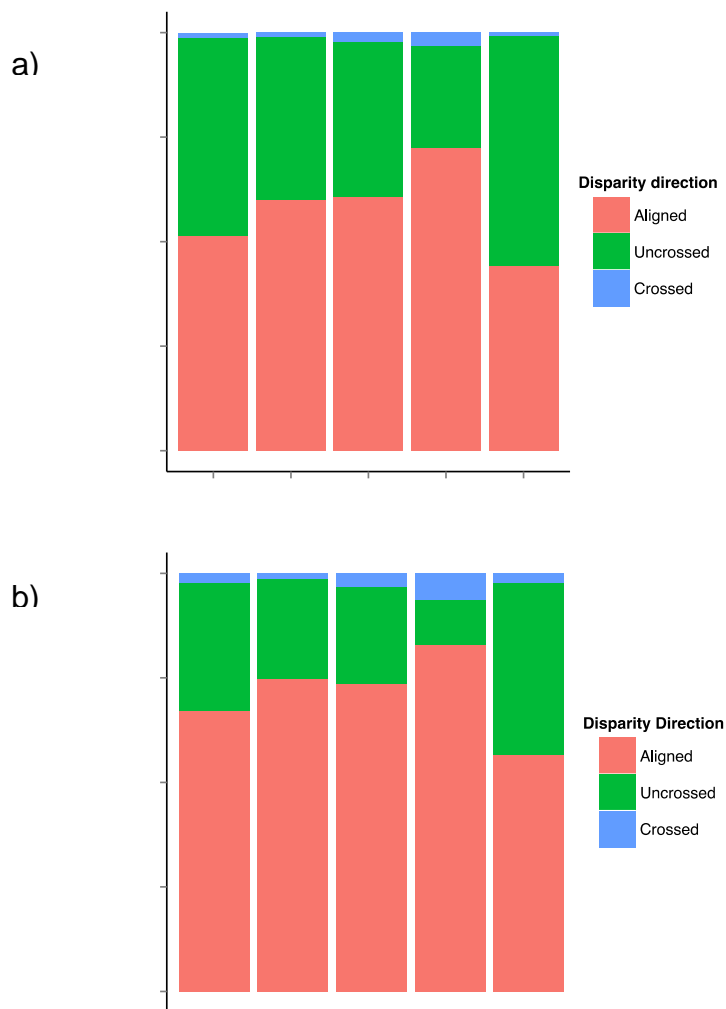 a)
Disparity direction
Aligned
Uncrossed
Crossed
b)
Disparity Direction
Aligned
Uncrossed
Crossed